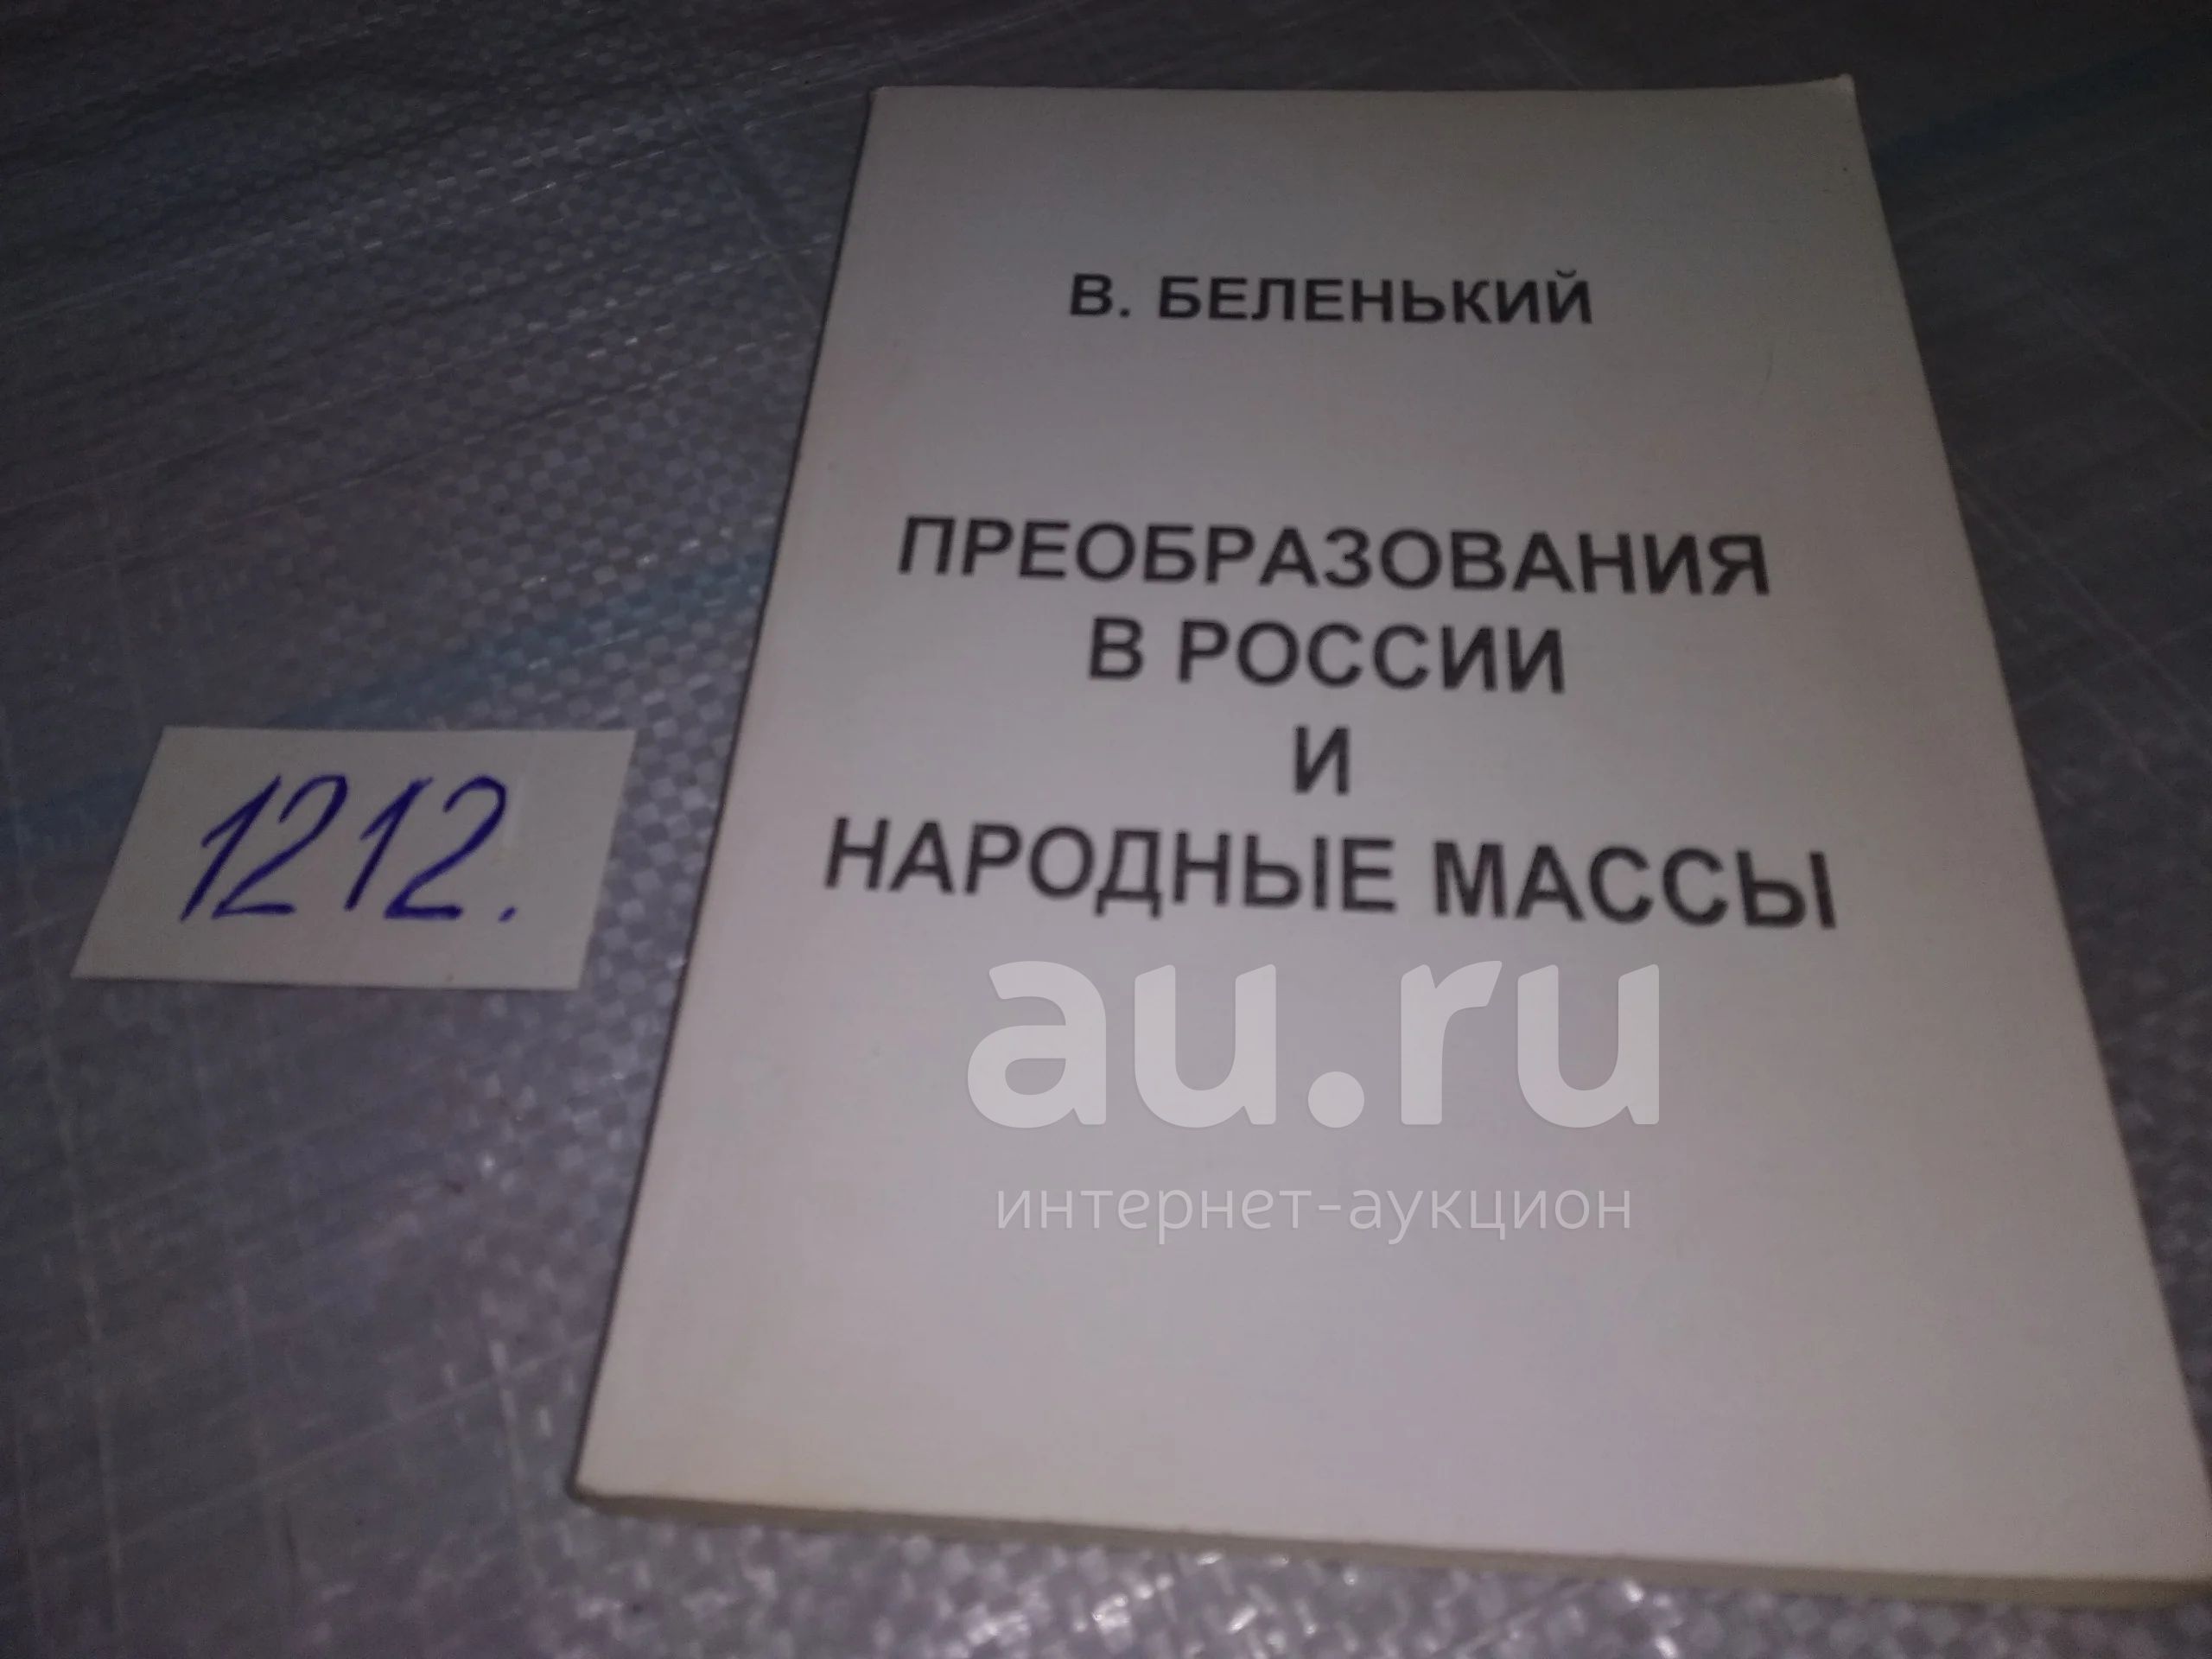 В. БЕЛЕНЬКИЙ
ПРЕОБРАЗОВАНИЯ
В РОССИИ
И
НАРОДНЫЕ МАССЫ
1212.
au.ru
интернет-аукцион